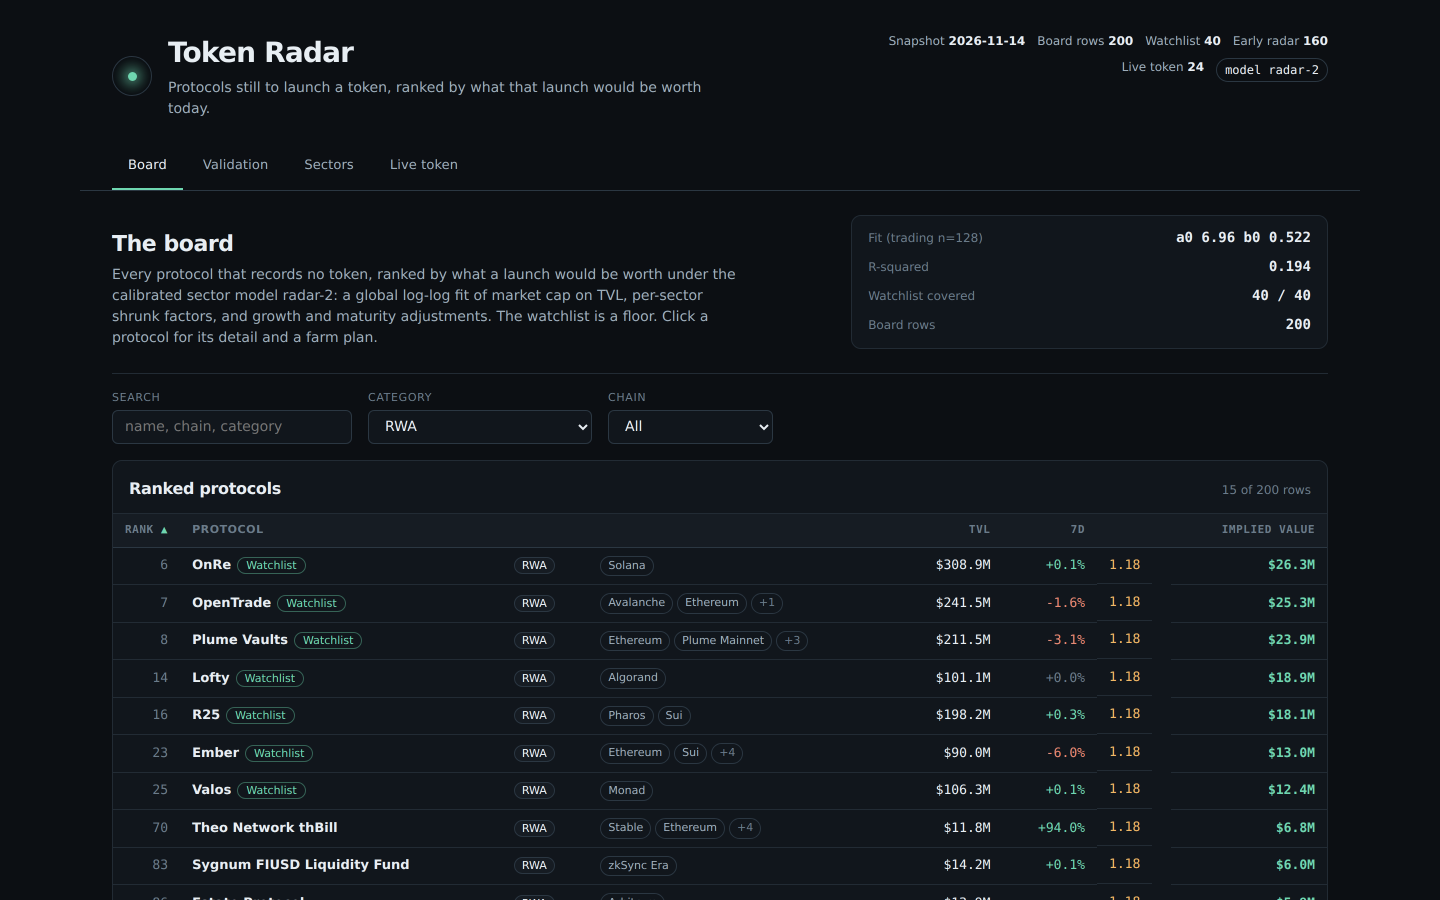 Token Radar
Protocols still to launch a token, ranked by what that launch would be worth
today.
Snapshot 2026-11-14 Board rows 200 Watchlist 40 Early radar 160
Live token 24 model radar-2
Board Validation Sectors Live token
The board
Every protocol that records no token, ranked by what a launch would be worth under the
calibrated sector model radar-2: a global log-log fit of market cap on TVL, per-sector
shrunk factors, and growth and maturity adjustments. The watchlist is a floor. Click a
protocol for its detail and a farm plan.
Fit (trading n=128) a0 6.96 b0 0.522
R-squared 0.194
Watchlist covered 40 / 40
Board rows 200
SEARCH CATEGORY CHAIN
name, chain, category RWA All
Ranked protocols 15 of 200 rows
RANK ▲ PROTOCOL TVL 7D IMPLIED VALUE
6 OnRe Watchlist RWA Solana $308.9M +0.1% 1.18 $26.3M
7 OpenTrade Watchlist RWA Avalanche Ethereum +1 $241.5M -1.6% 1.18 $25.3M
8 Plume Vaults Watchlist RWA Ethereum Plume Mainnet +3 $211.5M -3.1% 1.18 $23.9M
14 Lofty Watchlist RWA Algorand $101.1M +0.0% 1.18 $18.9M
16 R25 Watchlist RWA Pharos Sui $198.2M +0.3% 1.18 $18.1M
23 Ember Watchlist RWA Ethereum Sui +4 $90.0M -6.0% 1.18 $13.0M
25 Valos Watchlist RWA Monad $106.3M +0.1% 1.18 $12.4M
70 Theo Network thBill RWA Stable Ethereum +4 $11.8M +94.0% 1.18 $6.8M
83 Sygnum FIUSD Liquidity Fund RWA zkSync Era $14.2M +0.1% 1.18 $6.0M